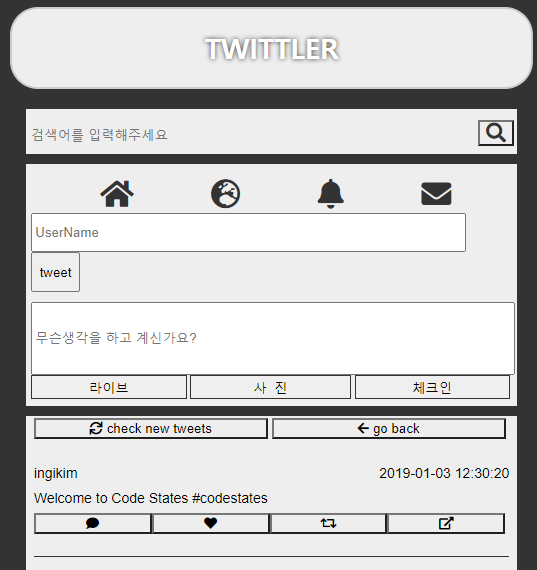 TWITTLER
검색어를 입력해주세요
UserName
tweet
무슨생각을 하고 계신가요?
라이브 사 진 체크인
check new tweets go back
ingikim 2019-01-03 12:30:20
Welcome to Code States #codestates